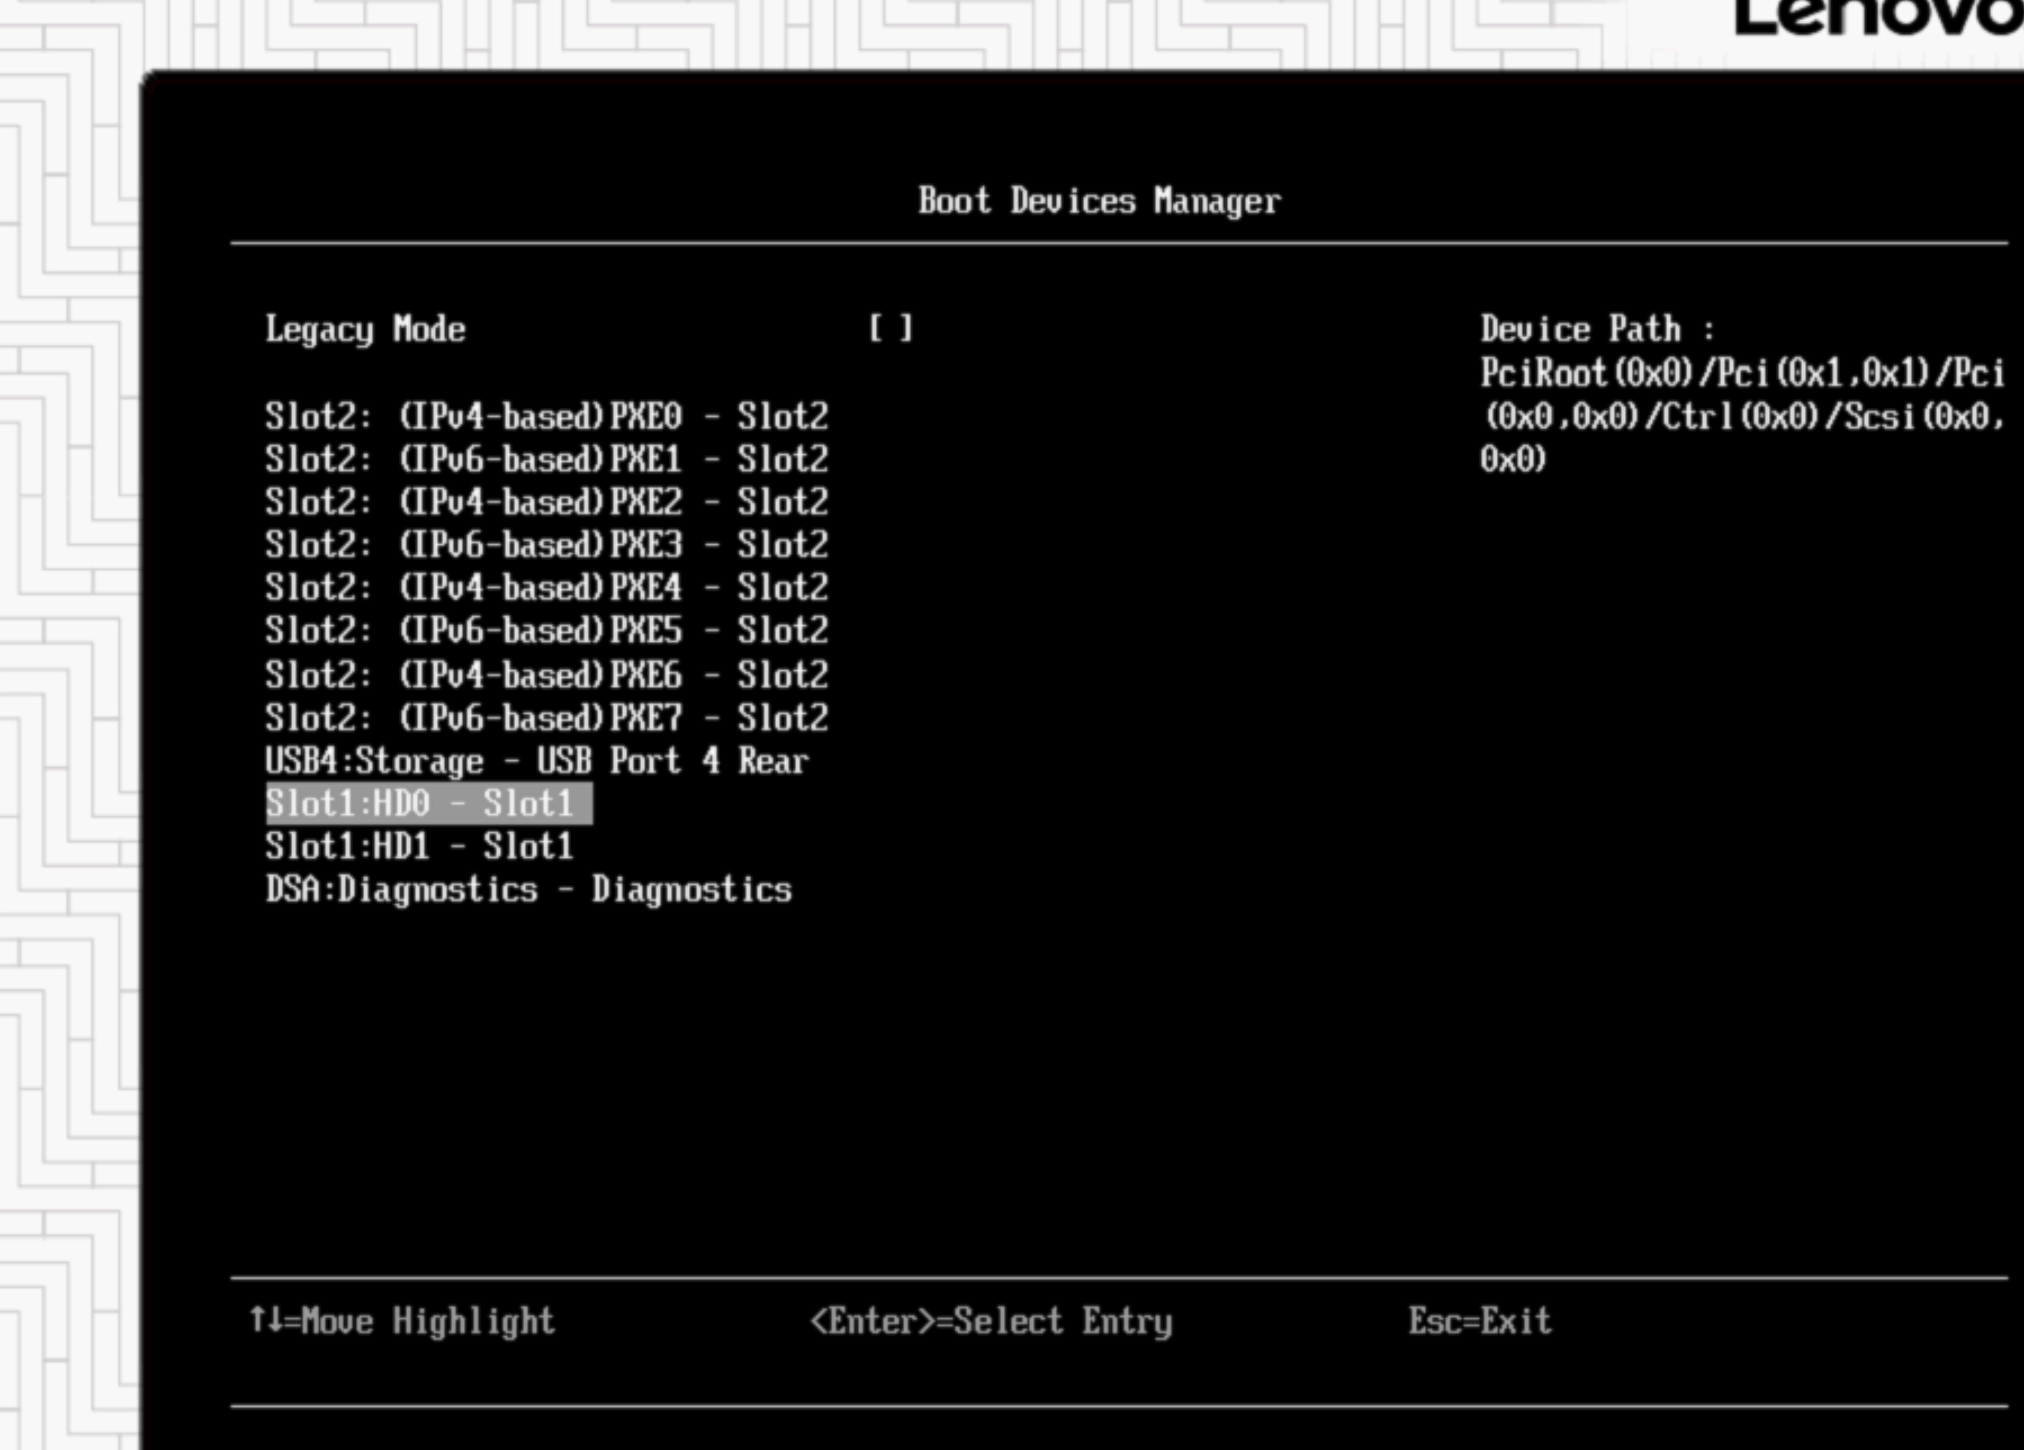 Lenovo
Boot Devices Manager
Legacy Mode [ ]
Slot2: (IPv4-based)PXE0 - Slot2
Slot2: (IPv6-based)PXE1 - Slot2
Slot2: (IPv4-based)PXE2 - Slot2
Slot2: (IPv6-based)PXE3 - Slot2
Slot2: (IPv4-based)PXE4 - Slot2
Slot2: (IPv6-based)PXE5 - Slot2
Slot2: (IPv4-based)PXE6 - Slot2
Slot2: (IPv6-based)PXE7 - Slot2
USB4:Storage - USB Port 4 Rear
Slot1:HD0 - Slot1
Slot1:HD1 - Slot1
DSA:Diagnostics - Diagnostics
Device Path :
PciRoot(0x0)/Pci(0x1,0x1)/Pci
(0x0,0x0)/Ctrl(0x0)/Scsi(0x0,
0x0)
↑↓=Move Highlight <Enter>=Select Entry Esc=Exit